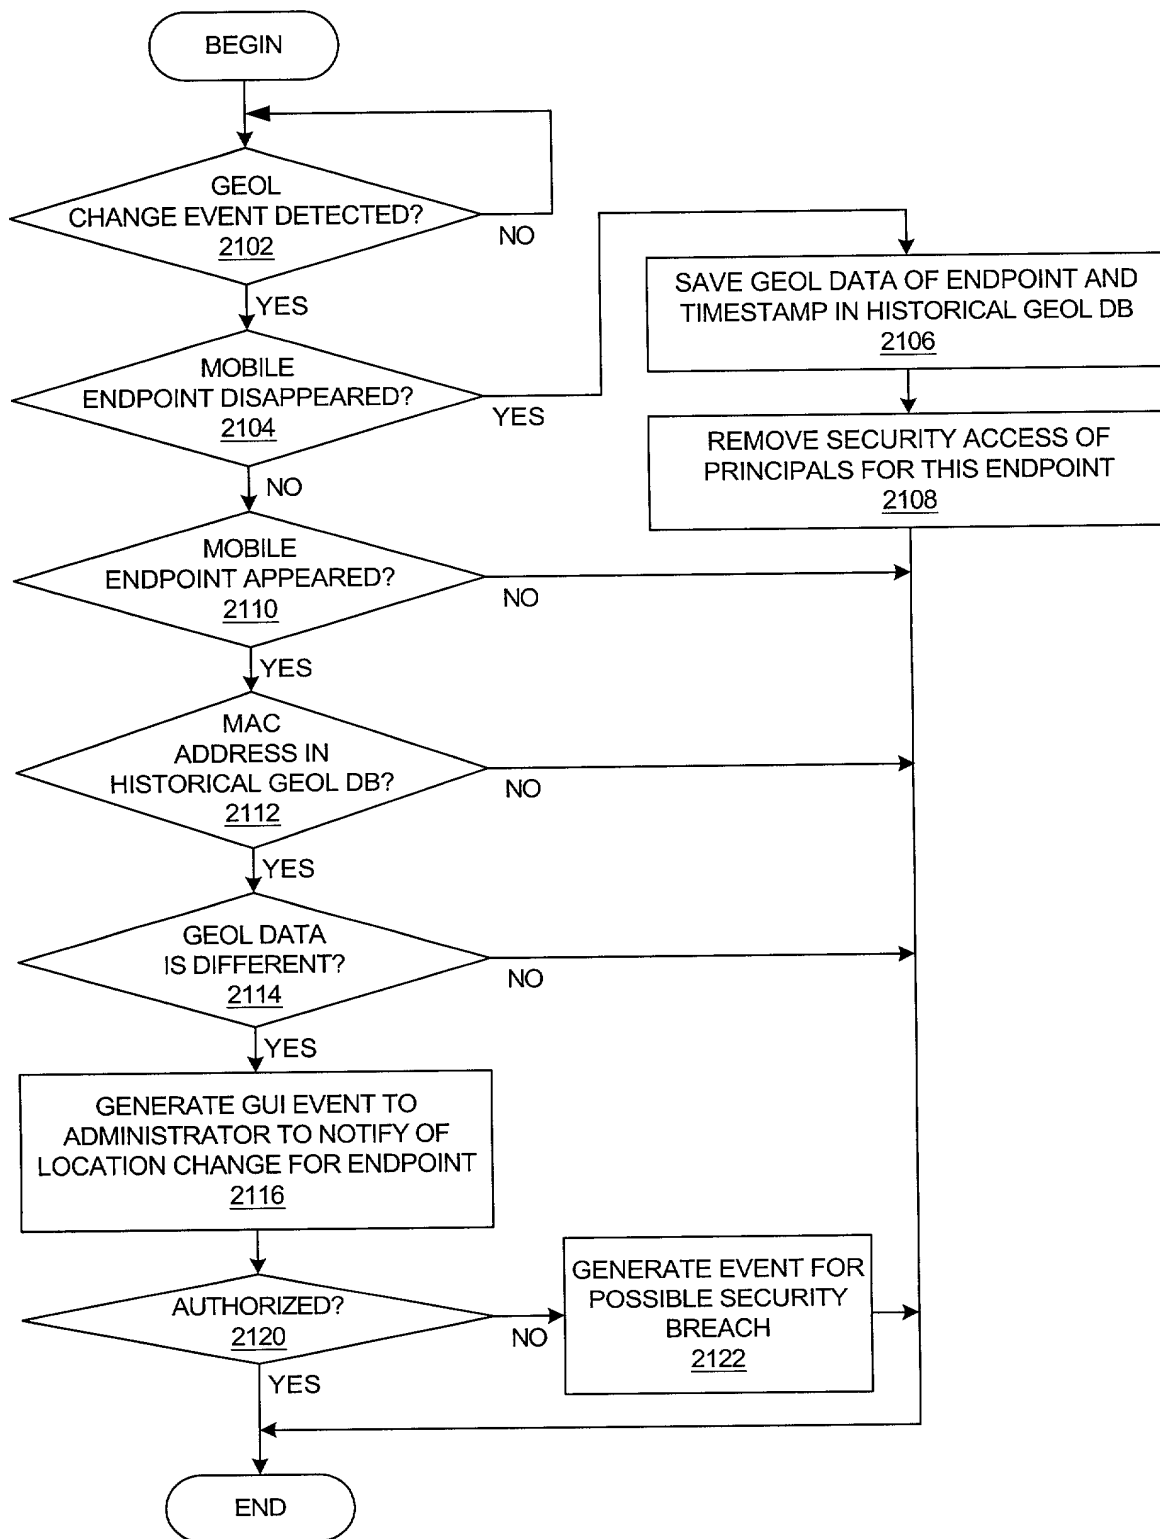 BEGIN
GEOL
CHANGE EVENT DETECTED?
2102
NO
YES
MOBILE
ENDPOINT DISAPPEARED?
2104
YES
NO
SAVE GEOL DATA OF ENDPOINT AND
TIMESTAMP IN HISTORICAL GEOL DB
2106
REMOVE SECURITY ACCESS OF
PRINCIPALS FOR THIS ENDPOINT
2108
MOBILE
ENDPOINT APPEARED?
2110
NO
YES
MAC
ADDRESS IN
HISTORICAL GEOL DB?
2112
NO
YES
GEOL DATA
IS DIFFERENT?
2114
NO
YES
GENERATE GUI EVENT TO
ADMINISTRATOR TO NOTIFY OF
LOCATION CHANGE FOR ENDPOINT
2116
AUTHORIZED?
2120
NO
YES
GENERATE EVENT FOR
POSSIBLE SECURITY
BREACH
2122
END